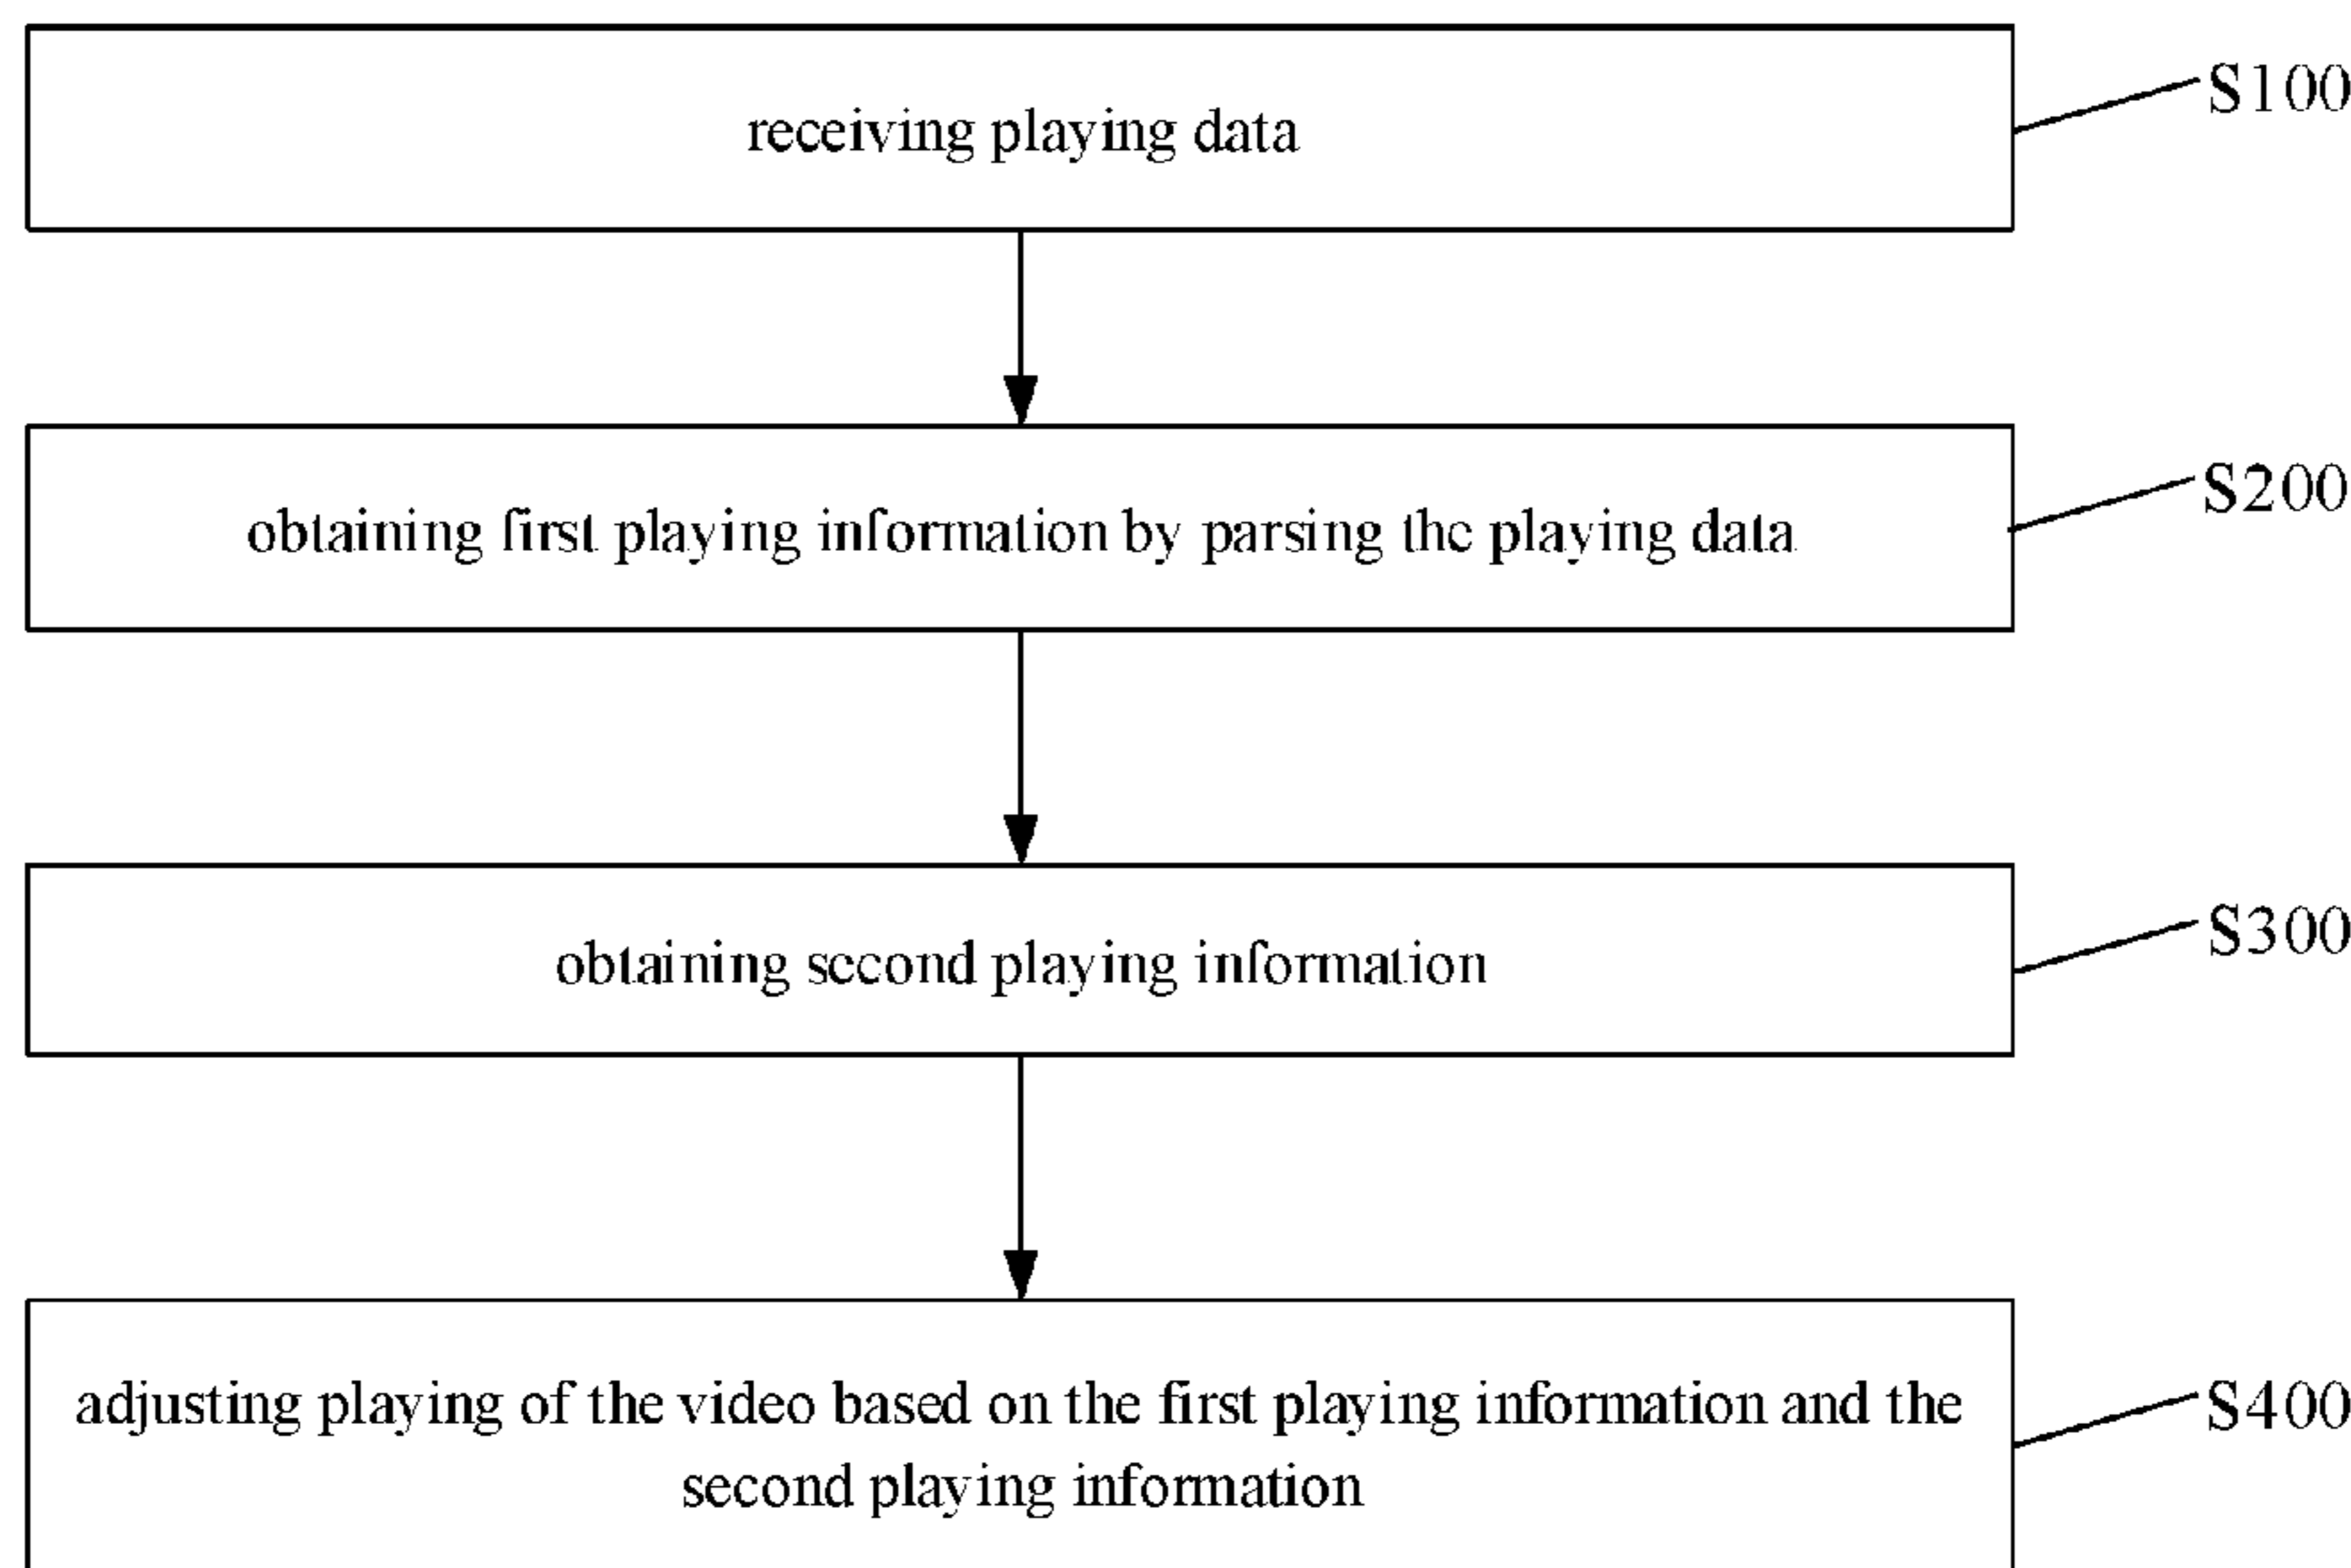 receiving playing data
S100
obtaining first playing information by parsing the playing data
S200
obtaining second playing information
S300
adjusting playing of the video based on the first playing information and the
second playing information
S400